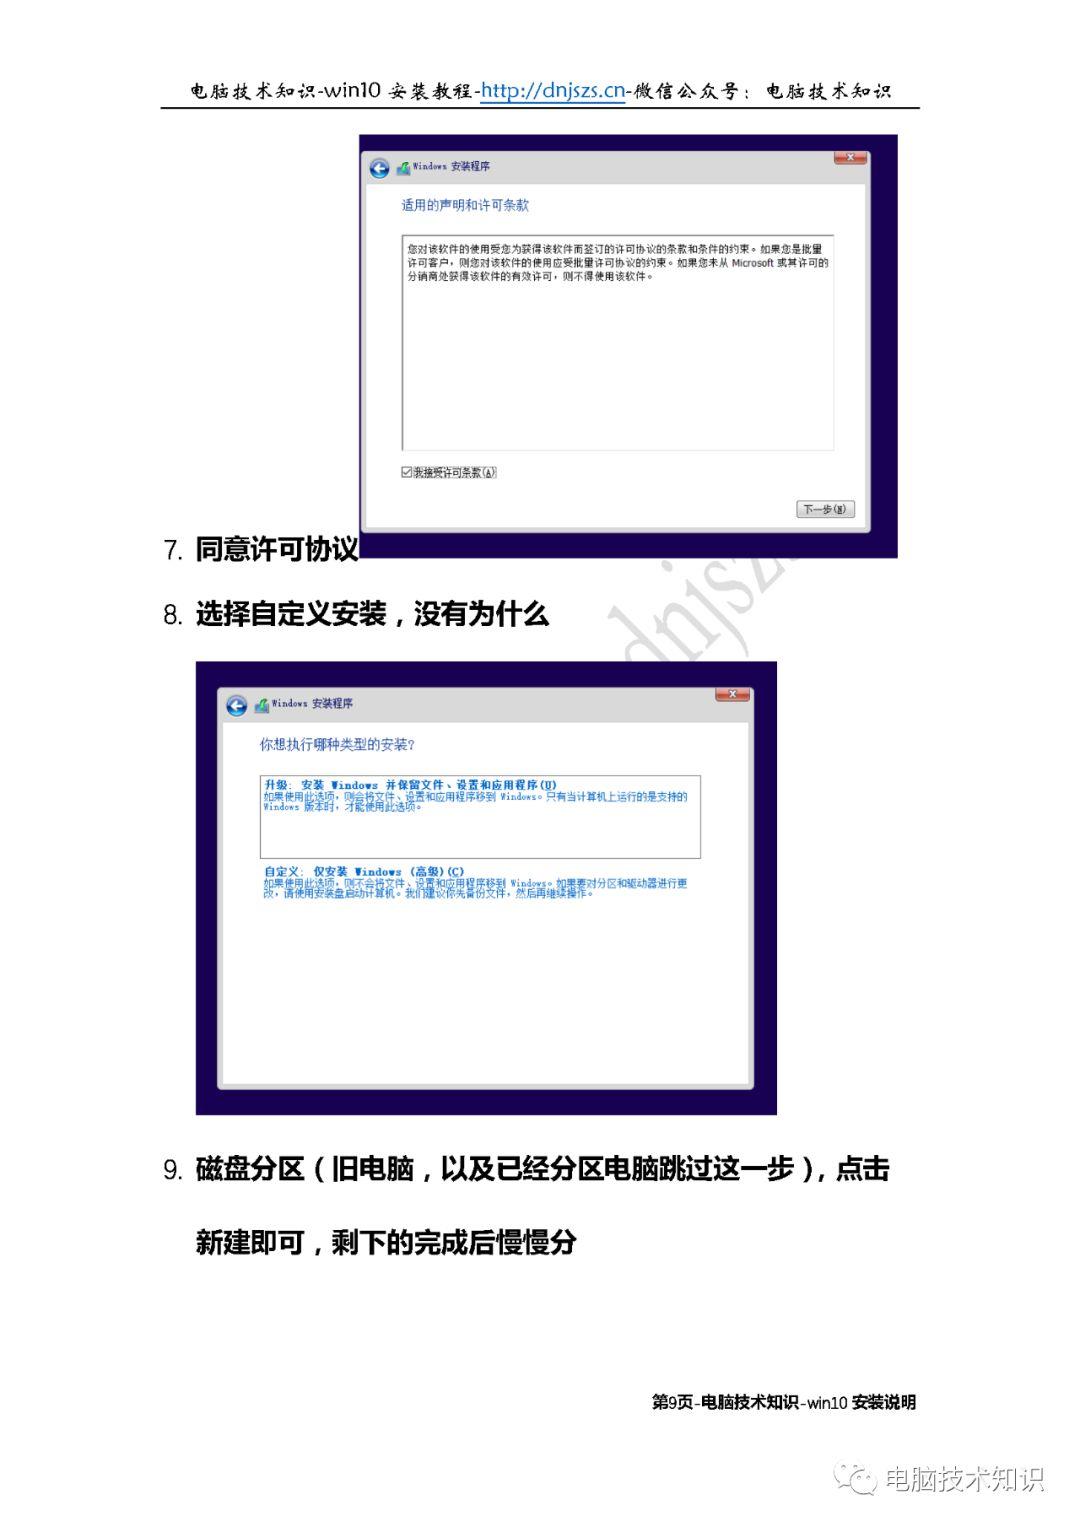 电脑技术知识-win10 安装教程-http://dnjszs.cn-微信公众号：电脑技术知识
Windows 安装程序
适用的声明和许可条款
您对该软件的使用受您为获得该软件而签订的许可协议的条款和条件的约束。如果您是批量
许可客户，则您对该软件的使用应受批量许可协议的约束。如果您未从 Microsoft 或其许可的
分销商处获得该软件的有效许可，则不得使用该软件。
我接受许可条款(A)
下一步(N)
7. 同意许可协议
dnjszs
8. 选择自定义安装，没有为什么
Windows 安装程序
你想执行哪种类型的安装?
升级: 安装 Windows 并保留文件、设置和应用程序(U)
如果使用此选项，则会将文件、设置和应用程序移到 Windows。只有当计算机上运行的是支持的
Windows 版本时，才能使用此选项。
自定义: 仅安装 Windows (高级)(C)
如果使用此选项，则不会将文件、设置和应用程序移到 Windows。如果要对分区和驱动器进行更
改，请使用安装盘启动计算机。我们建议你先备份文件，然后再继续操作。
9. 磁盘分区（旧电脑，以及已经分区电脑跳过这一步），点击
新建即可，剩下的完成后慢慢分
第9页-电脑技术知识-win10 安装说明
电脑技术知识